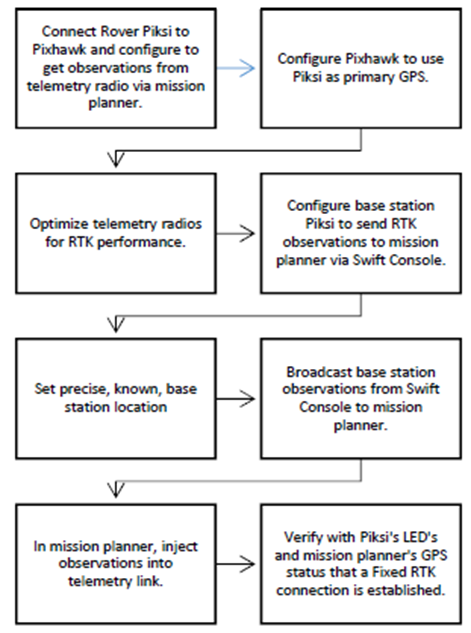 Connect Rover Piksi to
Pixhawk and configure to
get observations from
telemetry radio via mission
planner.
Configure Pixhawk to use
Piksi as primary GPS.
Optimize telemetry radios
for RTK performance.
Configure base station
Piksi to send RTK
observations to mission
planner via Swift Console.
Set precise, known, base
station location
Broadcast base station
observations from Swift
Console to mission
planner.
In mission planner, inject
observations into
telemetry link.
Verify with Piksi's LED's
and mission planner's GPS
status that a Fixed RTK
connection is established.